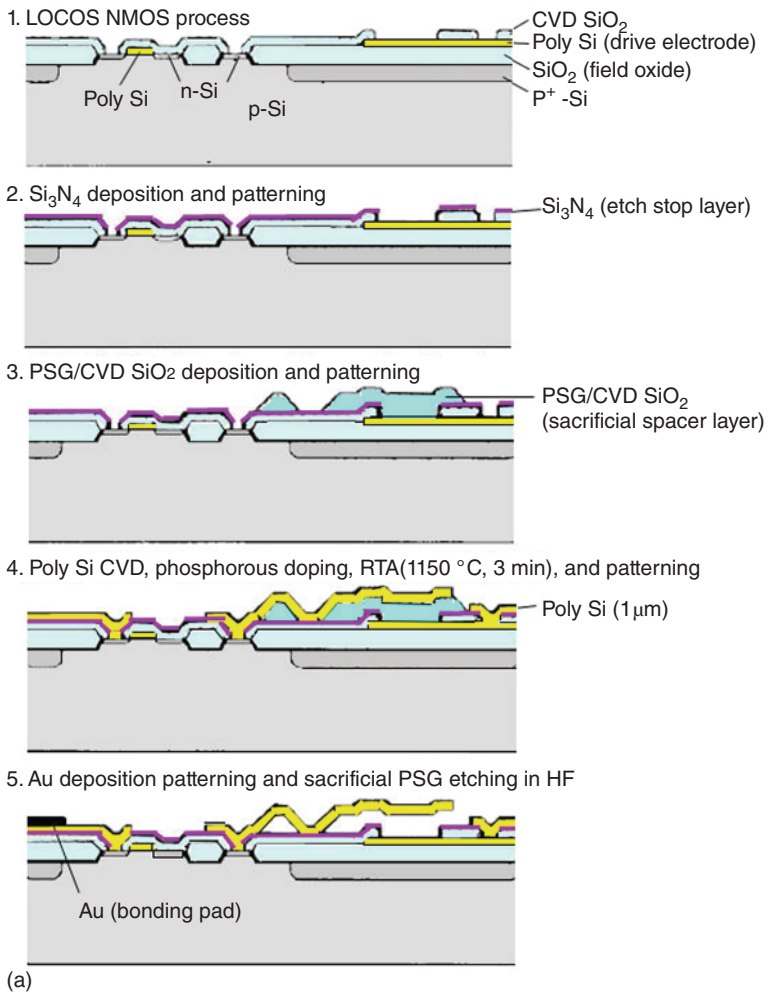 1. LOCOS NMOS process
CVD SiO₂
Poly Si (drive electrode)
SiO₂ (field oxide)
P⁺ -Si
Poly Si
n-Si
p-Si
2. Si₃N₄ deposition and patterning
Si₃N₄ (etch stop layer)
3. PSG/CVD SiO2 deposition and patterning
PSG/CVD SiO₂
(sacrificial spacer layer)
4. Poly Si CVD, phosphorous doping, RTA(1150 °C, 3 min), and patterning
Poly Si (1μm)
5. Au deposition patterning and sacrificial PSG etching in HF
Au (bonding pad)
(a)